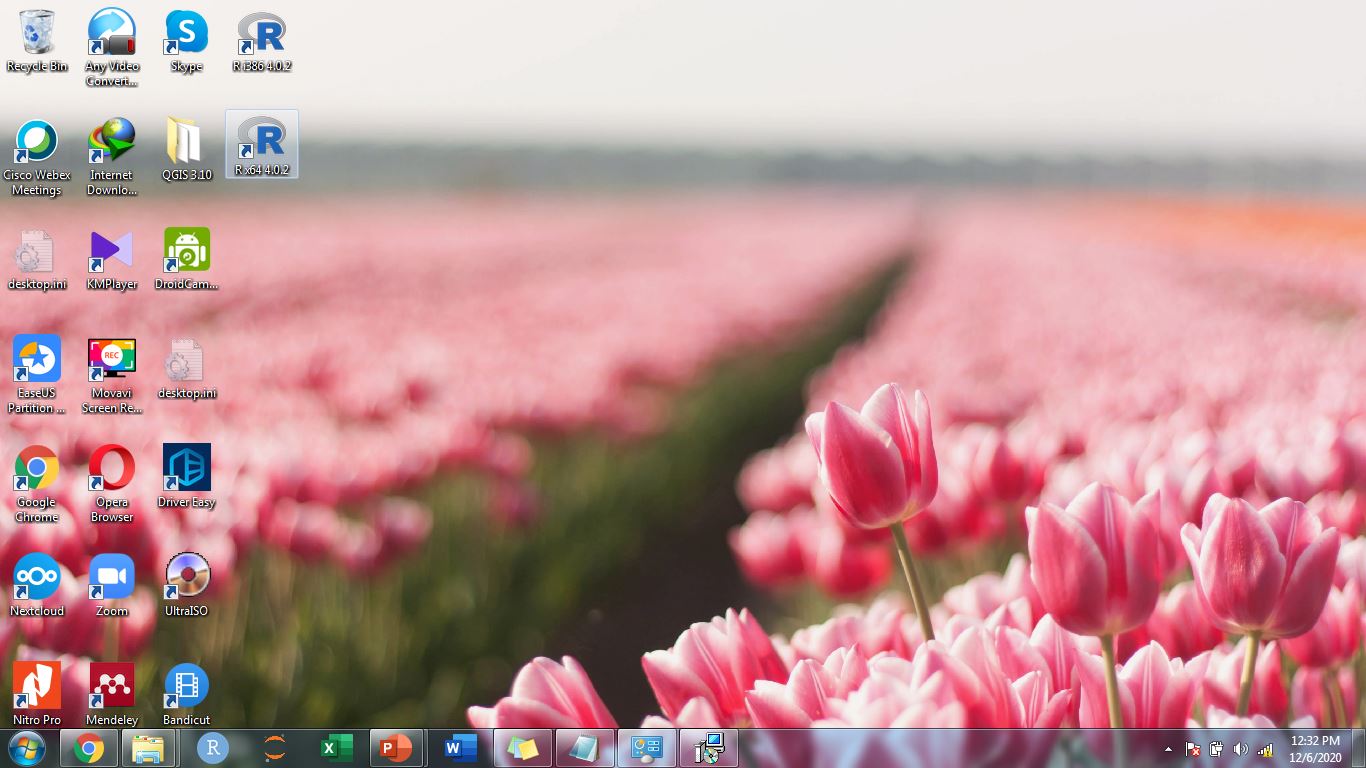 Recycle Bin
Any Video
Convert...
Skype
R i386 4.0.2
Cisco Webex
Meetings
Internet
Downlo...
QGIS 3.10
R x64 4.0.2
desktop.ini
KMPlayer
DroidCam...
EaseUS
Partition ...
REC
Movavi
Screen Re...
desktop.ini
Google
Chrome
Opera
Browser
Driver Easy
Nextcloud
Zoom
UltraISO
Nitro Pro
Mendeley
Bandicut
12:32 PM
12/6/2020